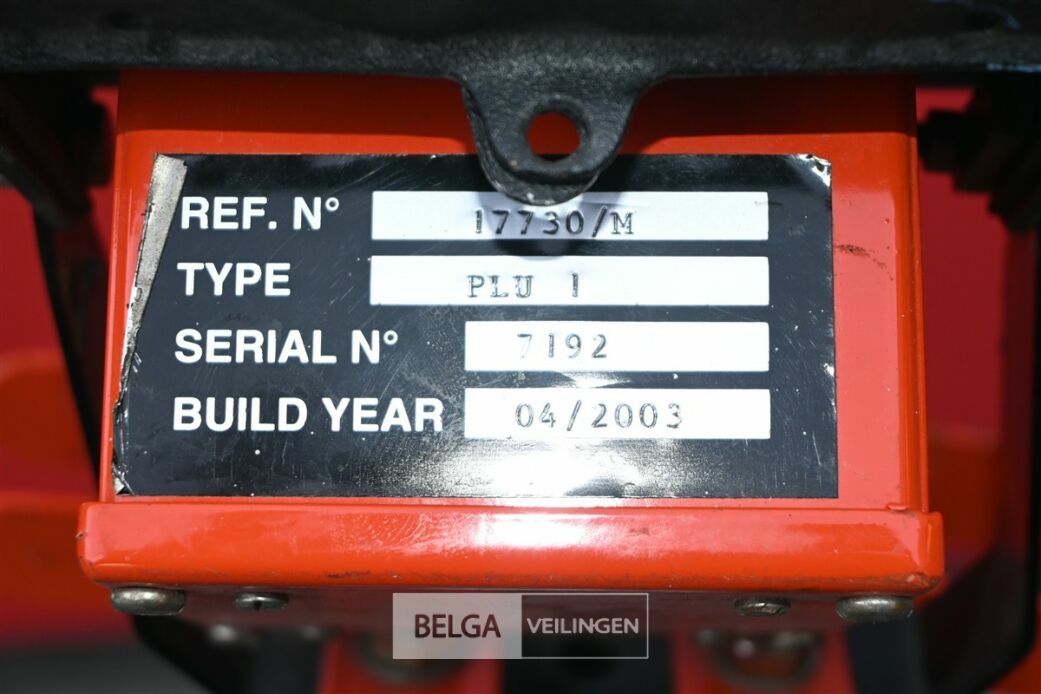 REF. N° 17730/M
TYPE PLU 1
SERIAL N° 7192
BUILD YEAR 04/2003
BELGA VEILINGEN